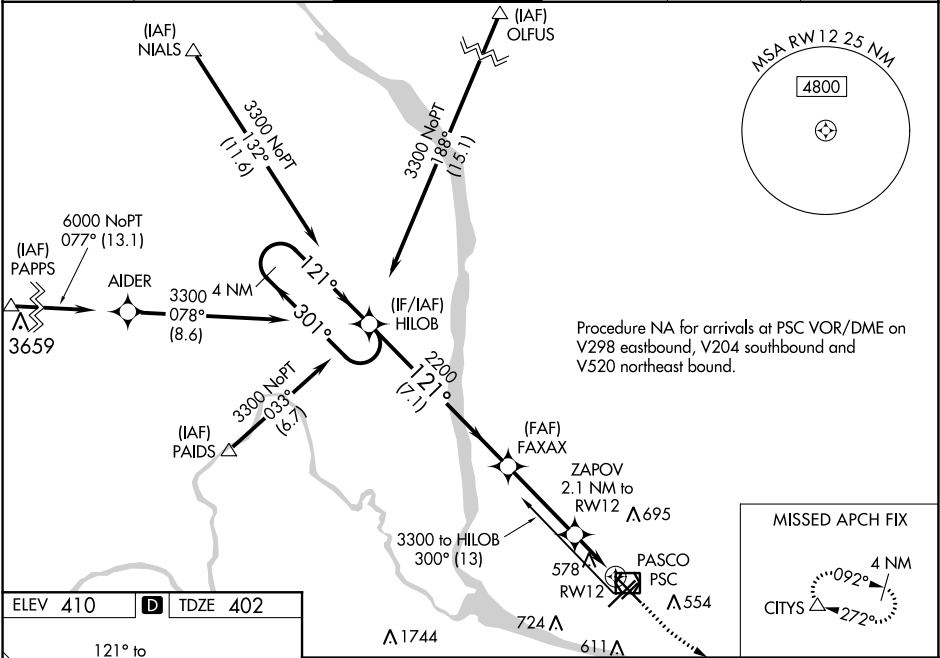 (IAF)
NIALS
(IAF)
OLFUS
MSA RW12 25 NM
4800
3300 NoPT
132°
(11.6)
3300 NoPT
188°
(15.1)
6000 NoPT
077° (13.1)
(IAF)
PAPPS
3659
AIDER
3300
078°
(8.6)
4 NM
121°
301°
(IF/IAF)
HILOB
3300 NoPT
033°
(6.7)
(IAF)
PAIDS
2200
121°
(7.1)
Procedure NA for arrivals at PSC VOR/DME on
V298 eastbound, V204 southbound and
V520 northeast bound.
(FAF)
FAXAX
ZAPOV
2.1 NM to
RW12
695
3300 to HILOB
300° (13)
578
RW12
PASCO
PSC
554
724
611
1744
MISSED APCH FIX
4 NM
092°
CITYS
272°
ELEV 410
D
TDZE 402
121° to